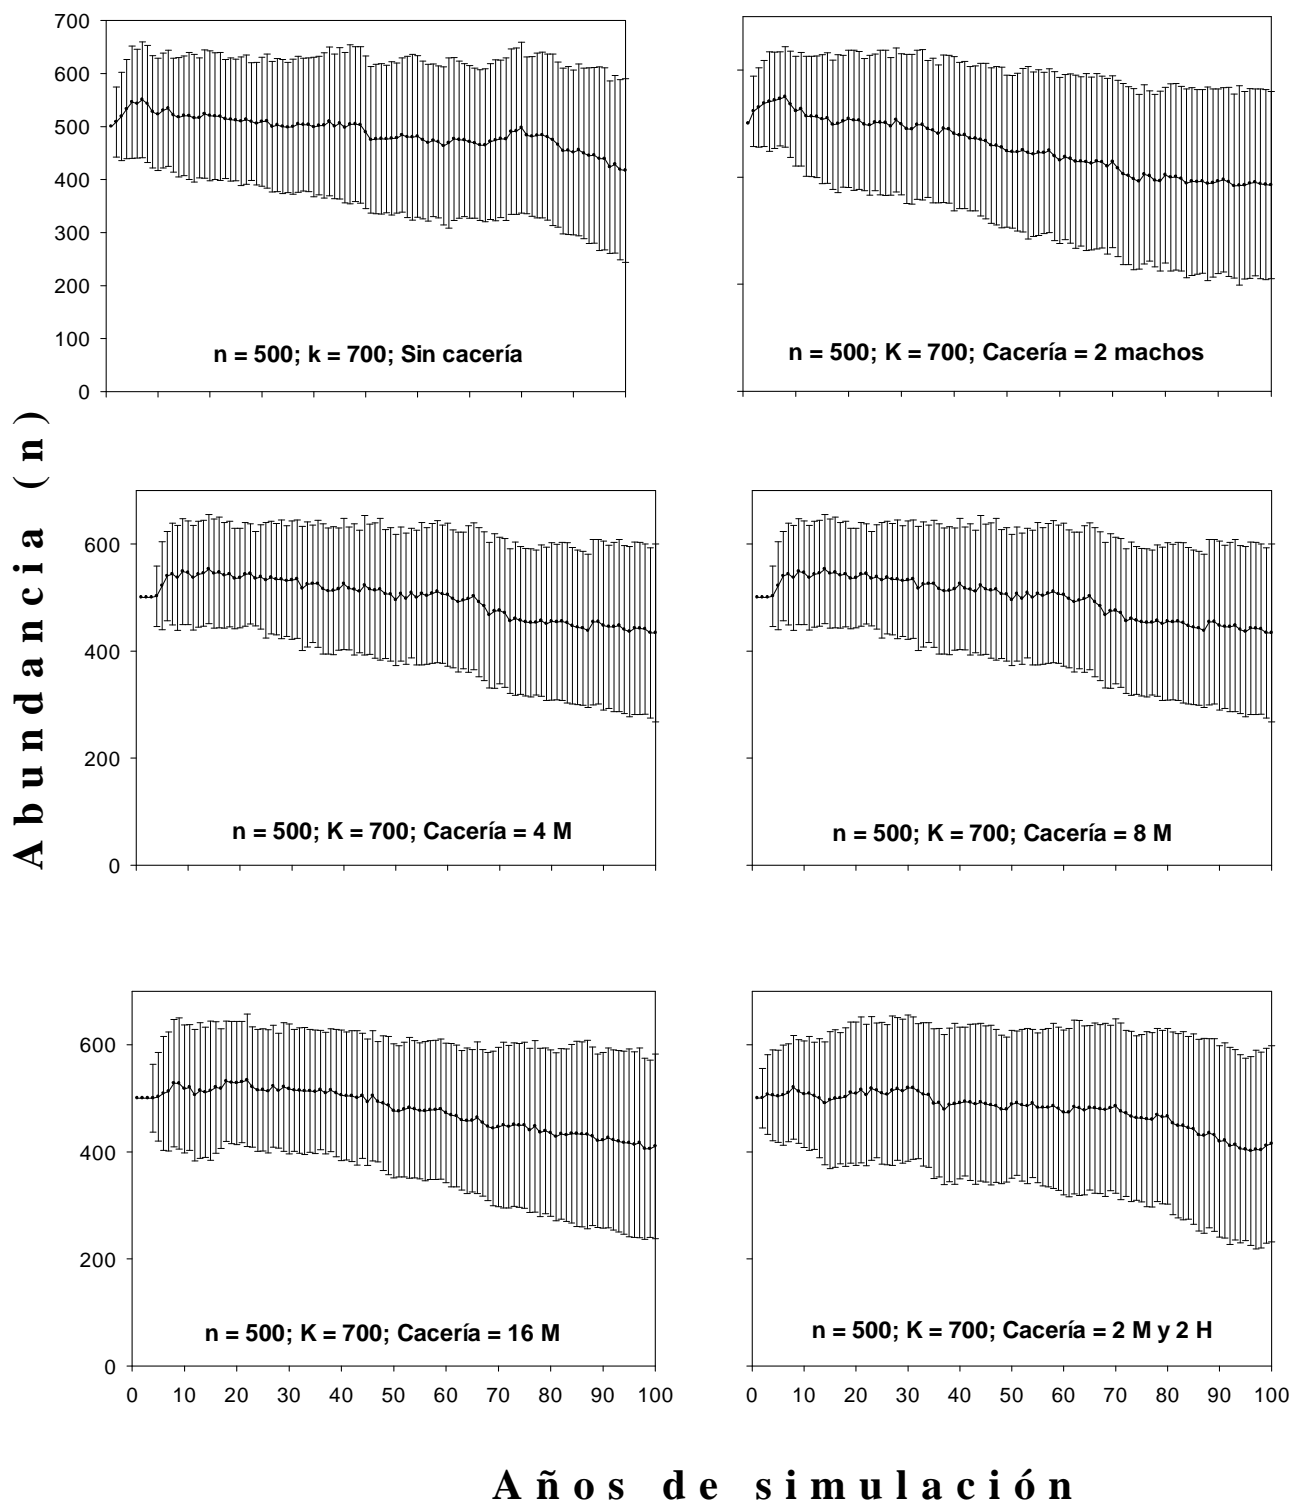 700
600
500
400
300
200
100
0
n = 500; k = 700; Sin cacería
n = 500; K = 700; Cacería = 2 machos
Abundancia (n)
600
400
200
0
n = 500; K = 700; Cacería = 4 M
n = 500; K = 700; Cacería = 8 M
600
400
200
0
n = 500; K = 700; Cacería = 16 M
n = 500; K = 700; Cacería = 2 M y 2 H
0 10 20 30 40 50 60 70 80 90 100
0 10 20 30 40 50 60 70 80 90 100
Años de simulación